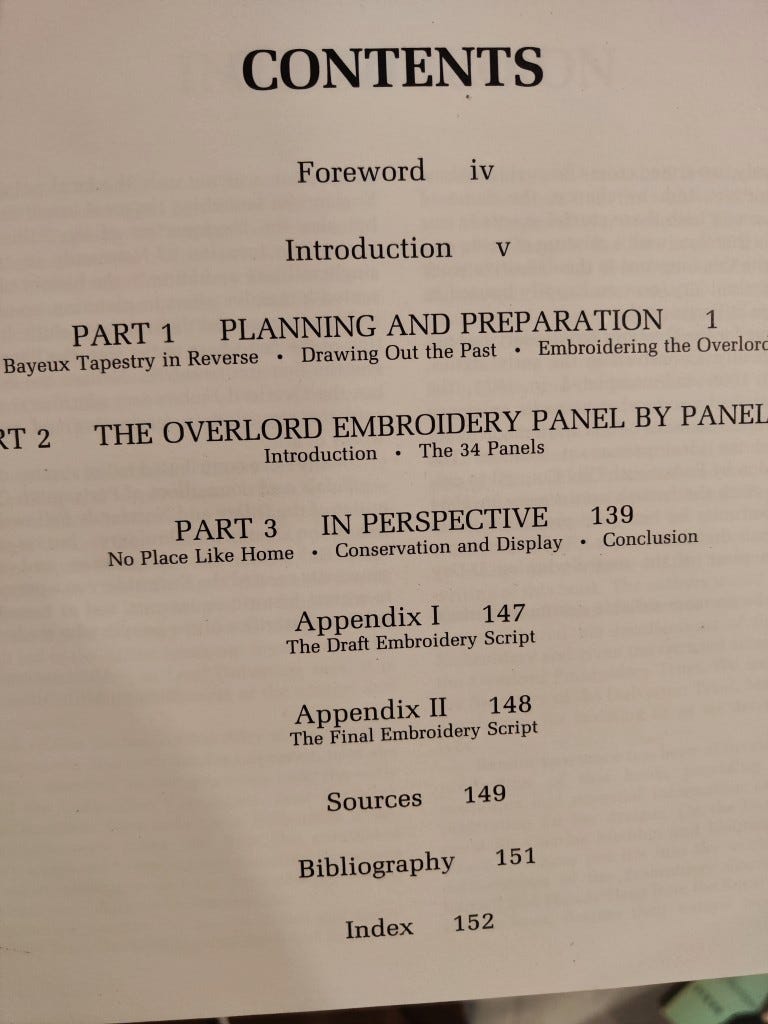 CONTENTS
Foreword iv
Introduction v
PART 1 PLANNING AND PREPARATION 1
Bayeux Tapestry in Reverse • Drawing Out the Past • Embroidering the Overlord
RT 2 THE OVERLORD EMBROIDERY PANEL BY PANEL
Introduction • The 34 Panels
PART 3 IN PERSPECTIVE 139
No Place Like Home • Conservation and Display • Conclusion
Appendix I 147
The Draft Embroidery Script
Appendix II 148
The Final Embroidery Script
Sources 149
Bibliography 151
Index 152